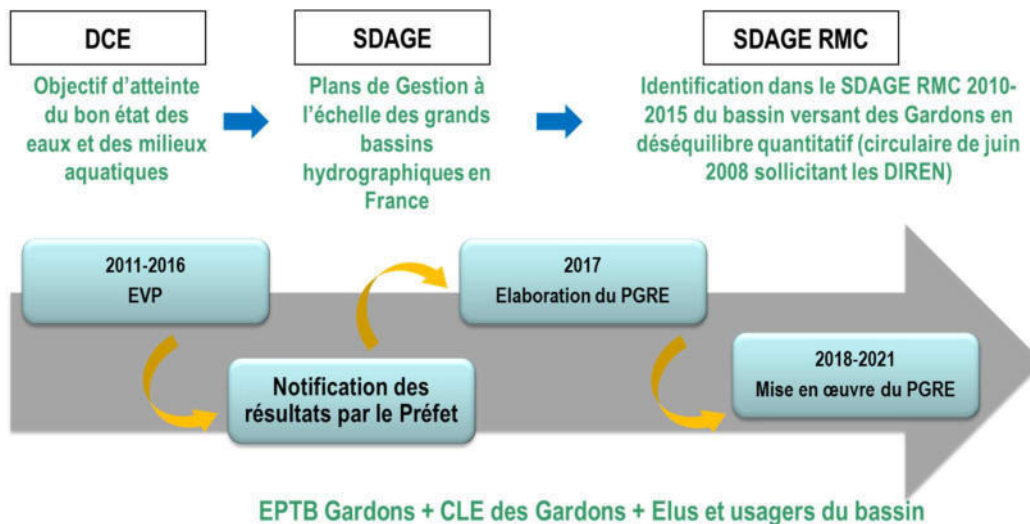 DCE
Objectif d’atteinte
du bon état des
eaux et des milieux
aquatiques
SDAGE
Plans de Gestion à
l’échelle des grands
bassins
hydrographiques en
France
SDAGE RMC
Identification dans le SDAGE RMC 2010-
2015 du bassin versant des Gardons en
déséquilibre quantitatif (circulaire de juin
2008 sollicitant les DIREN)
2011-2016
EVP
Notification des
résultats par le Préfet
2017
Elaboration du PGRE
2018-2021
Mise en œuvre du PGRE
EPTB Gardons + CLE des Gardons + Elus et usagers du bassin